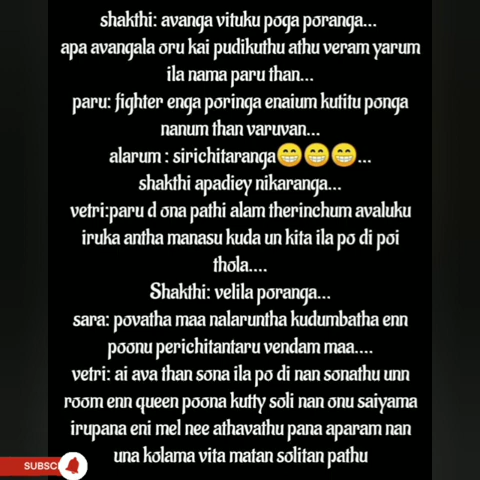 shakthi: avanga vituku poga poranga...
apa avangala oru kai pudikuthu athu veram yarum
ila nama paru than...
paru: fighter enga poringa enaium kutitu ponga
nanum than varuvan...
alarum : sirichitaranga😁😁😁...
shakthi apadiey nikaranga...
vetri:paru d ona pathi alam therinchum avaluku
iruka antha manasu kuda un kita ila po di poi
thola....
Shakthi: velila poranga...
sara: povatha maa nalaruntha kudumbatha enn
poonu perichitantaru vendam maa....
vetri: ai ava than sona ila po di nan sonathu unn
room enn queen poona kutty soli nan onu saiyama
irupana eni mel nee athavathu pana aparam nan
una kolama vita matan solitan pathu
SUBSC